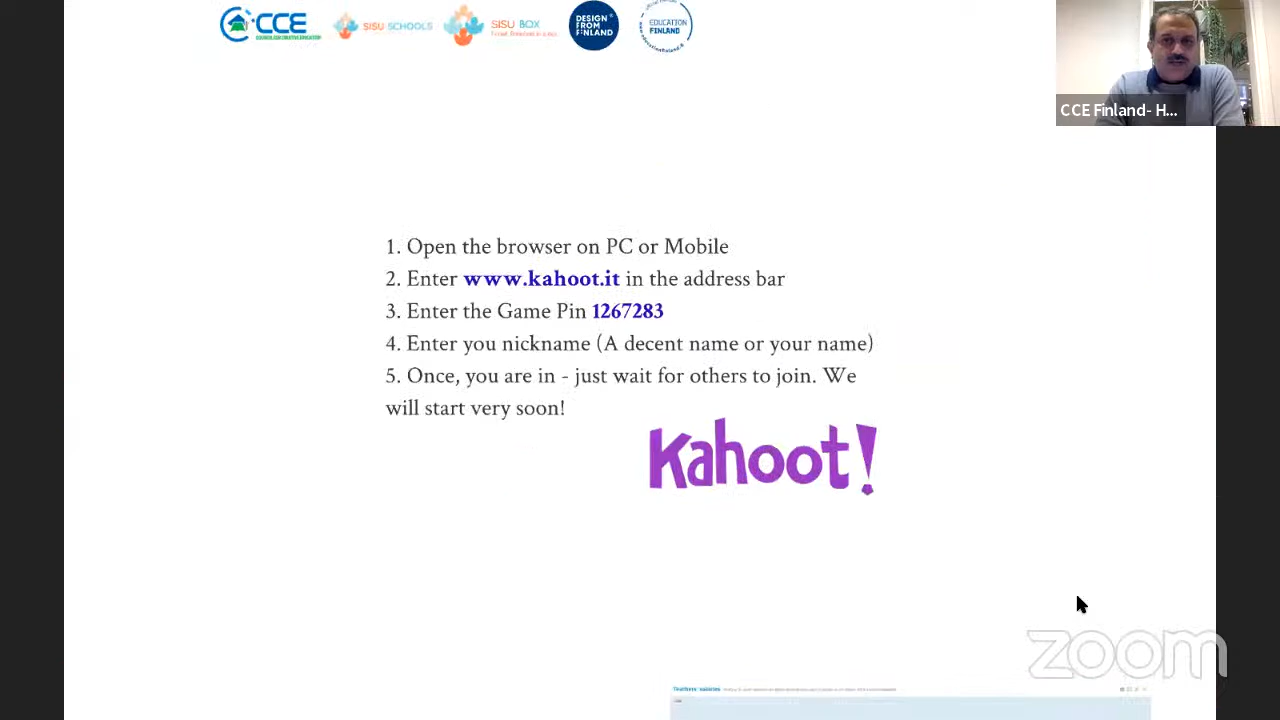 CCE
SISU SCHOOLS
SISU BOX
DESIGN
FROM
FINLAND
EDUCATION
FINLAND
CCE Finland- H...
1. Open the browser on PC or Mobile
2. Enter www.kahoot.it in the address bar
3. Enter the Game Pin 1267283
4. Enter you nickname (A decent name or your name)
5. Once, you are in - just wait for others to join. We
will start very soon!
Kahoot!
zoom
Teachers' salaries